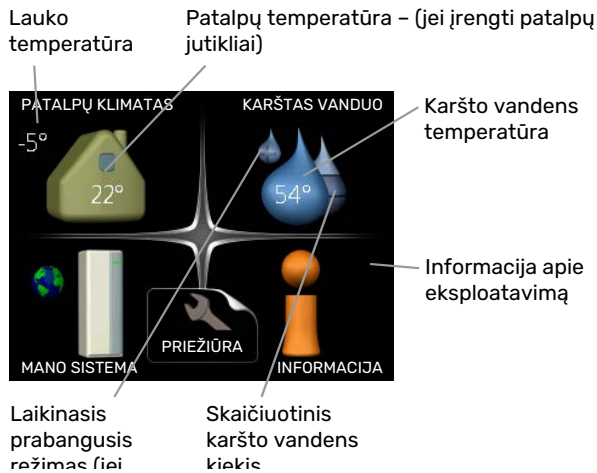 Lauko
temperatūra
Patalpų temperatūra – (jei įrengti patalpų
jutikliai)
PATALPŲ KLIMATAS
KARŠTAS VANDUO
-5°
22°
54°
Karšto vandens
temperatūra
Informacija apie
eksploatavimą
PRIEŽIŪRA
MANO SISTEMA
INFORMACIJA
Laikinasis
prabangusis
režimas (jei
Skaičiuotinis
karšto vandens
kiekis